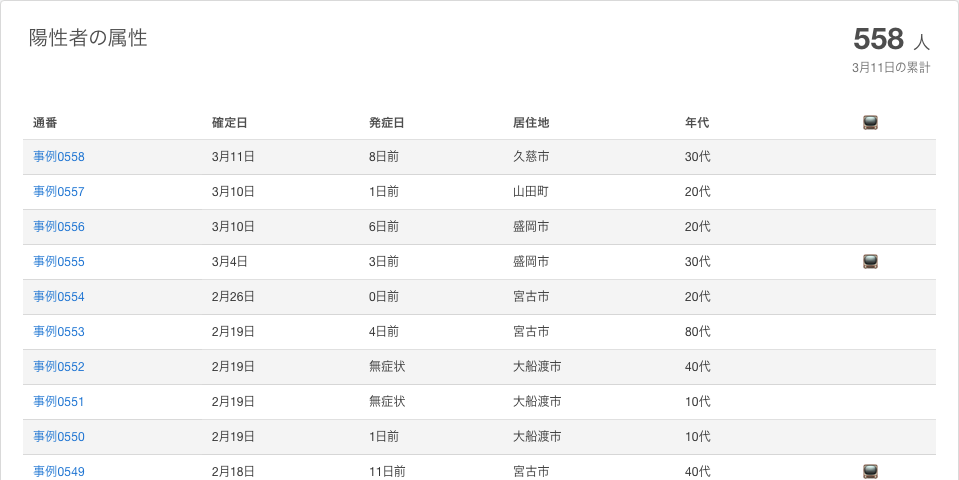 陽性者の属性
558 人
3月11日の累計
通番 確定日 発症日 居住地 年代
事例0558 3月11日 8日前 久慈市 30代
事例0557 3月10日 1日前 山田町 20代
事例0556 3月10日 6日前 盛岡市 20代
事例0555 3月4日 3日前 盛岡市 30代
事例0554 2月26日 0日前 宮古市 20代
事例0553 2月19日 4日前 宮古市 80代
事例0552 2月19日 無症状 大船渡市 40代
事例0551 2月19日 無症状 大船渡市 10代
事例0550 2月19日 1日前 大船渡市 10代
事例0549 2月18日 11日前 宮古市 40代